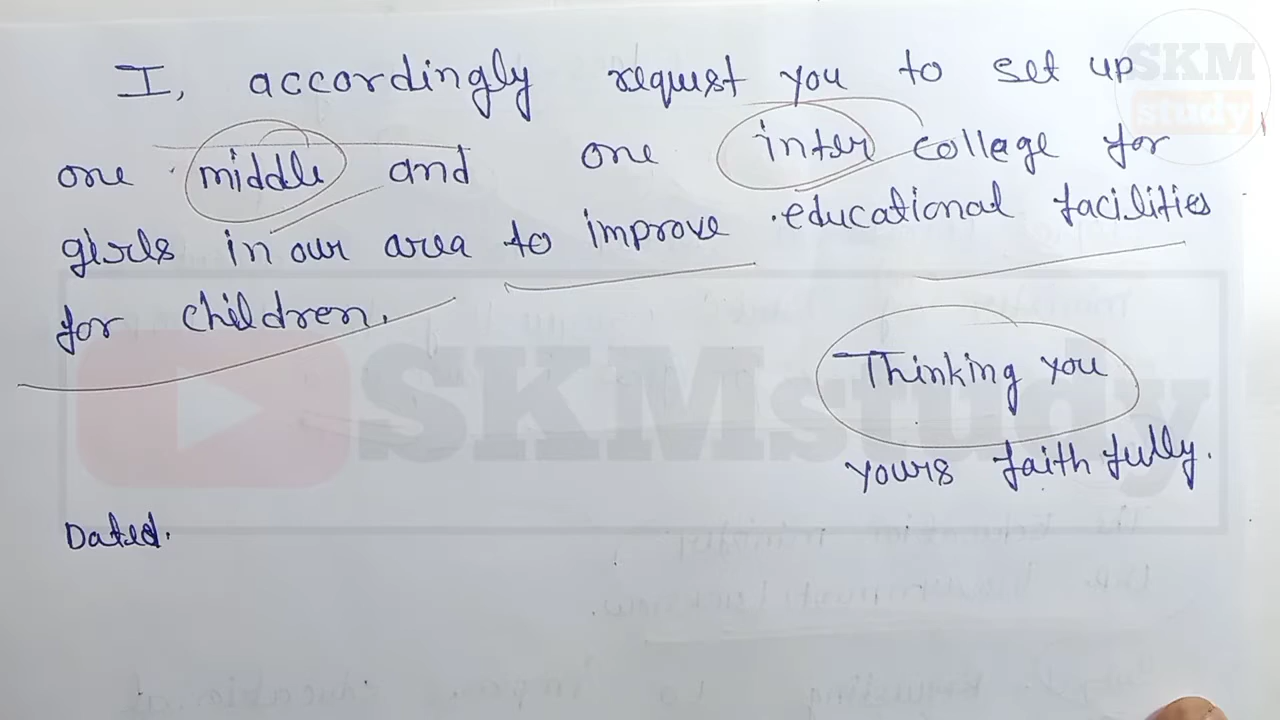 SKM
study
I, accordingly request you to set up
one middle and one inter college for
girls in our area to improve educational facilities
for children.
Thinking you
yours faithfully.
Dated.
SKMstudy